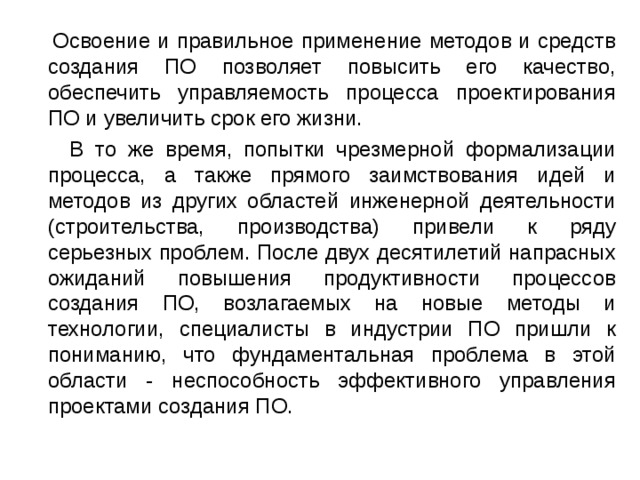 Освоение и правильное применение методов и средств
создания ПО позволяет повысить его качество,
обеспечить управляемость процесса проектирования
ПО и увеличить срок его жизни.
В то же время, попытки чрезмерной формализации
процесса, а также прямого заимствования идей и
методов из других областей инженерной деятельности
(строительства, производства) привели к ряду
серьезных проблем. После двух десятилетий напрасных
ожиданий повышения продуктивности процессов
создания ПО, возлагаемых на новые методы и
технологии, специалисты в индустрии ПО пришли к
пониманию, что фундаментальная проблема в этой
области - неспособность эффективного управления
проектами создания ПО.